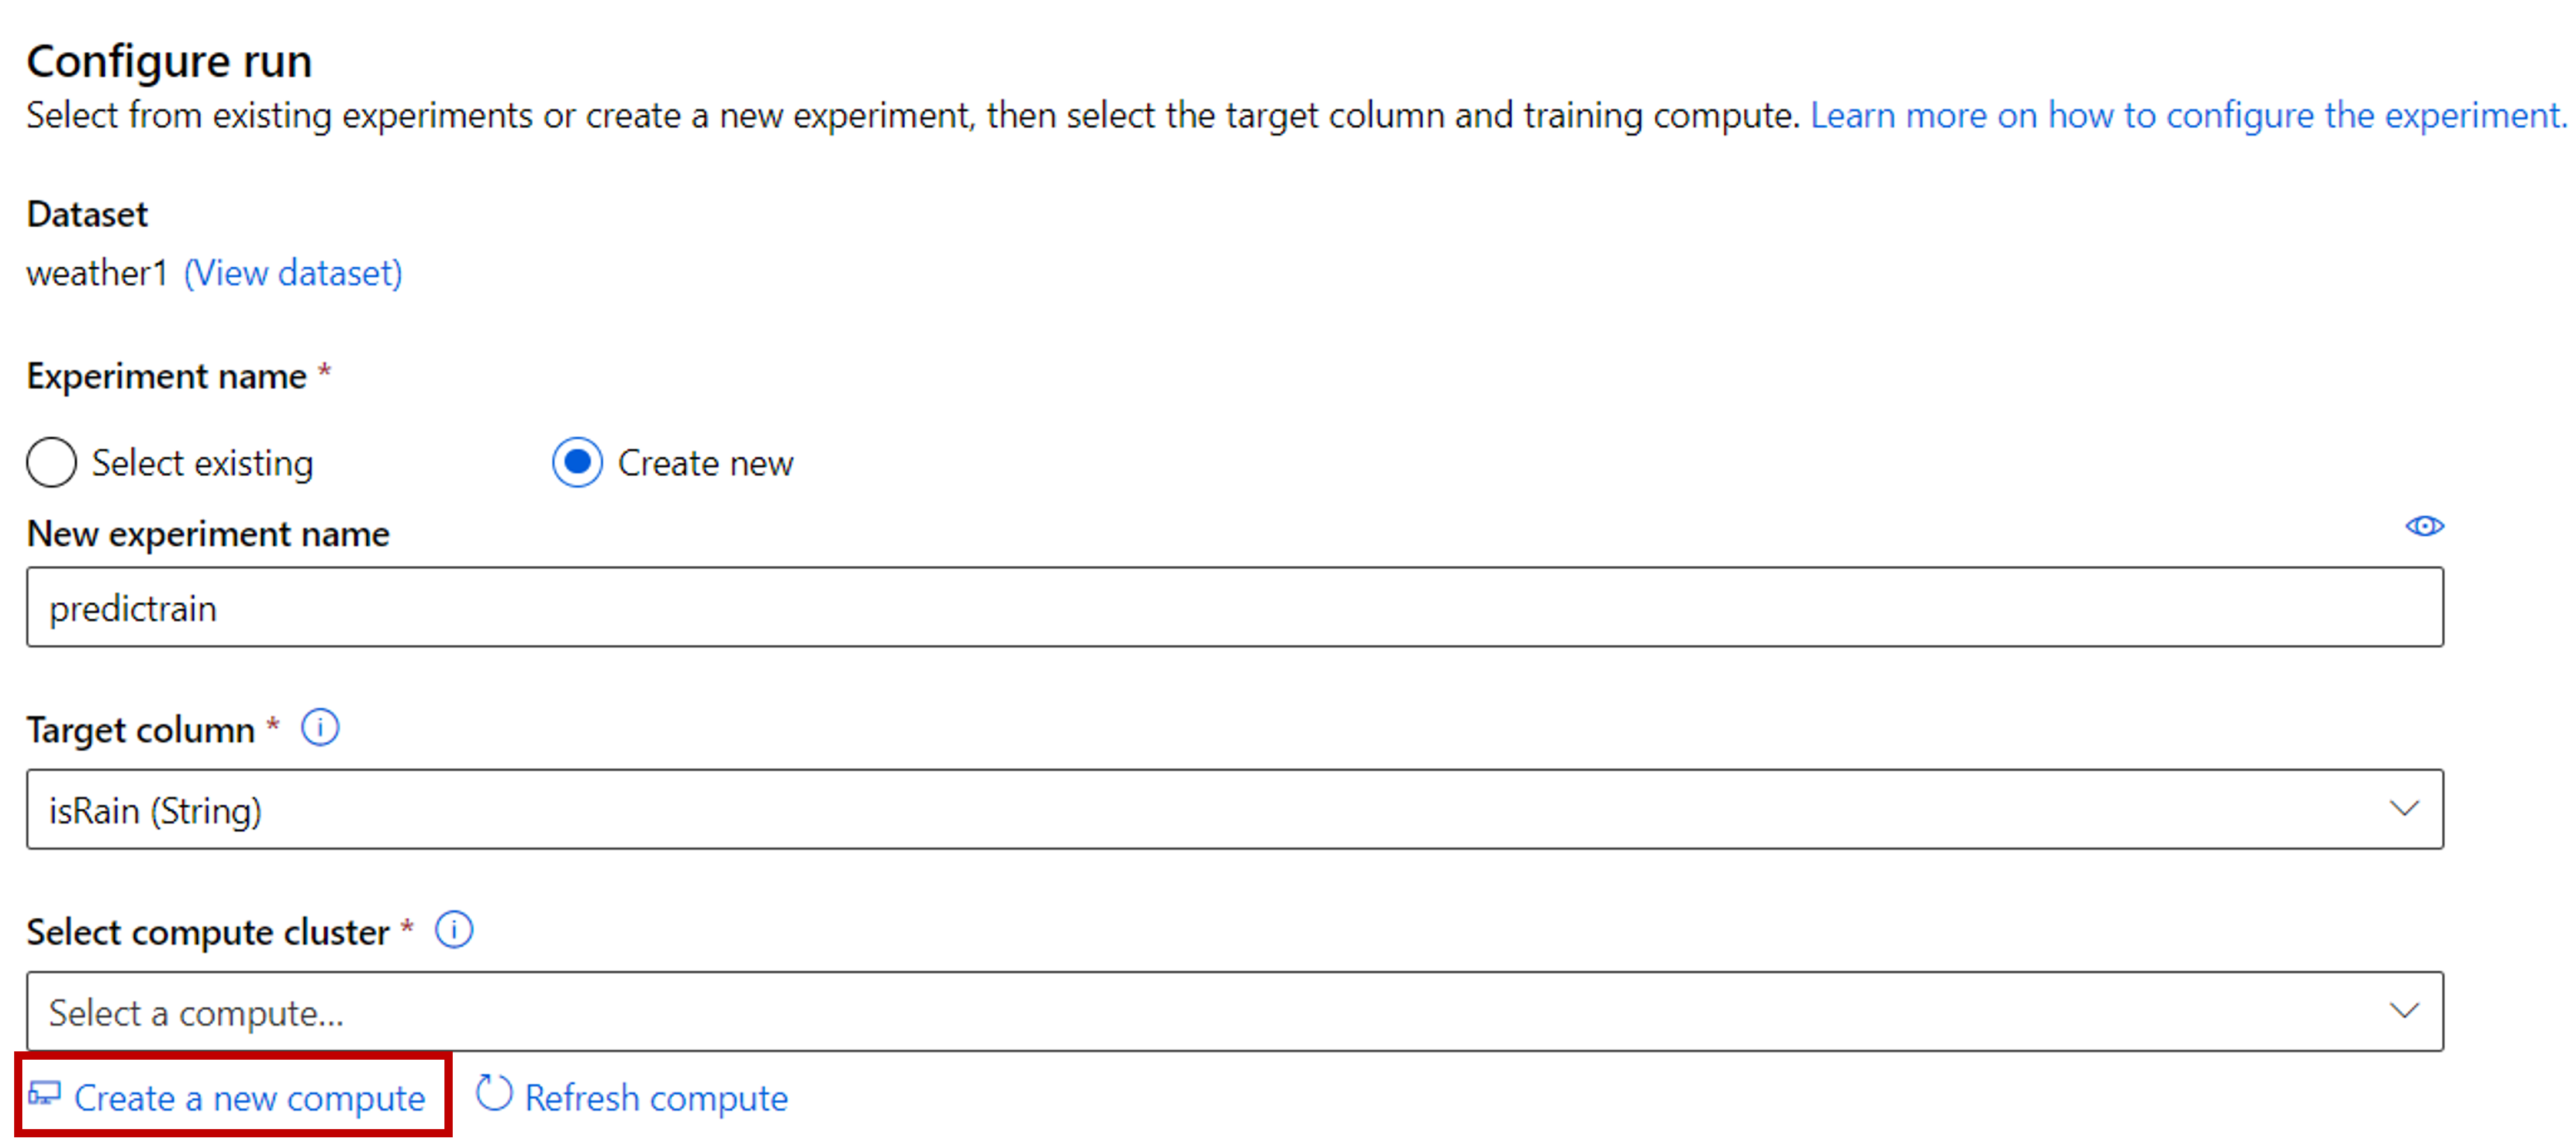 Configure run
Select from existing experiments or create a new experiment, then select the target column and training compute. Learn more on how to configure the experiment.
Dataset
weather1 (View dataset)
Experiment name *
Select existing Create new
New experiment name
predictrain
Target column *
isRain (String)
Select compute cluster *
Select a compute...
Create a new compute Refresh compute